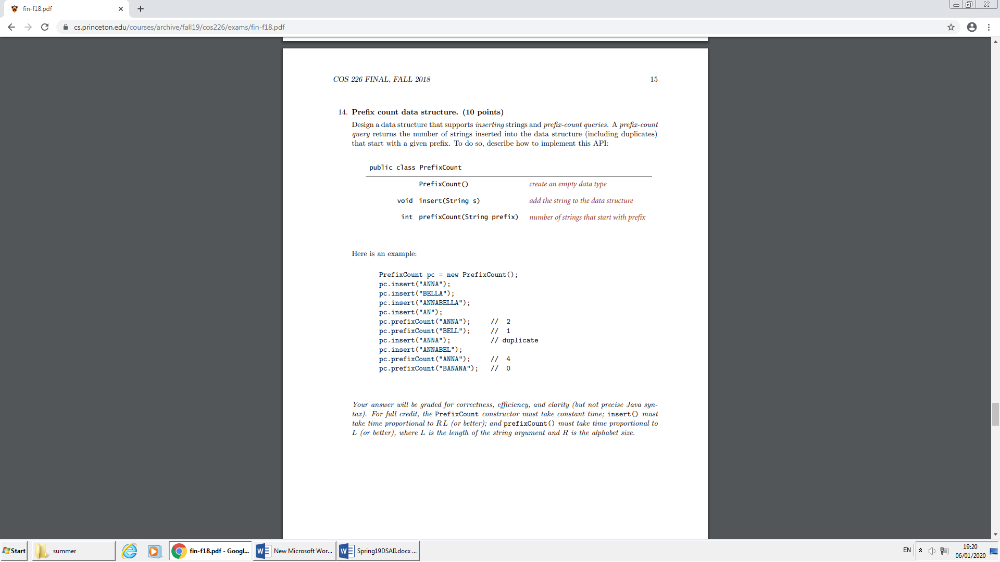 fin-f18.pdf
cs.princeton.edu/courses/archive/fall19/cos226/exams/fin-f18.pdf
COS 226 FINAL, FALL 2018 15
14. Prefix count data structure. (10 points)
Design a data structure that supports inserting strings and prefix-count queries. A prefix-count
query returns the number of strings inserted into the data structure (including duplicates)
that start with a given prefix. To do so, describe how to implement this API:
public class PrefixCount
PrefixCount() create an empty data type
void insert(String s) add the string to the data structure
int prefixCount(String prefix) number of strings that start with prefix
Here is an example:
PrefixCount pc = new PrefixCount();
pc.insert("ANNA");
pc.insert("BELLA");
pc.insert("ANNABELLA");
pc.insert("AN");
pc.prefixCount("ANNA"); // 2
pc.prefixCount("BELL"); // 1
pc.insert("ANNA"); // duplicate
pc.insert("ANNABEL");
pc.prefixCount("ANNA"); // 4
pc.prefixCount("BANANA"); // 0
Your answer will be graded for correctness, efficiency, and clarity (but not precise Java syn-
tax). For full credit, the PrefixCount constructor must take constant time; insert() must
take time proportional to RL (or better); and prefixCount() must take time proportional to
L (or better), where L is the length of the string argument and R is the alphabet size.
Start summer fin-f18.pdf - Googl... New Microsoft Wor... Spring19DSAII.docx ... EN 19:20
06/01/2020